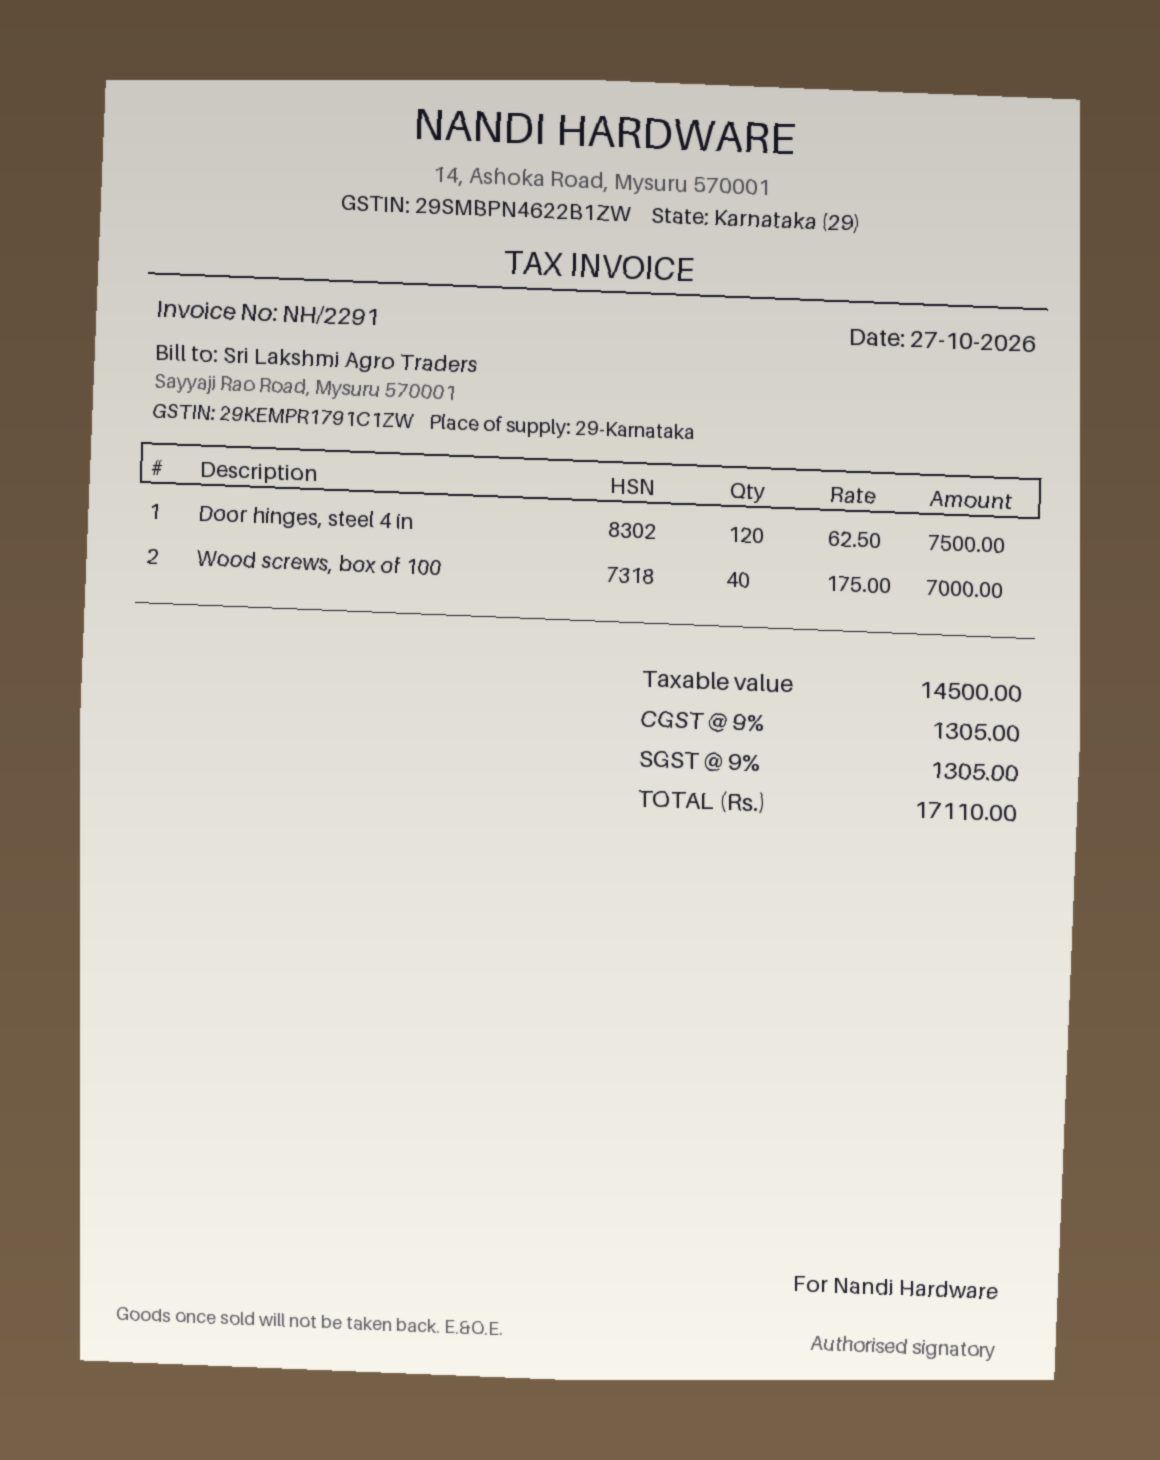 NANDI HARDWARE
14, Ashoka Road, Mysuru 570001
GSTIN: 29SMBPN4622B1ZW State: Karnataka (29)
TAX INVOICE
Invoice No: NH/2291 Date: 27-10-2026
Bill to: Sri Lakshmi Agro Traders
Sayyaji Rao Road, Mysuru 570001
GSTIN: 29KEMPR1791C1ZW Place of supply: 29-Karnataka
# Description HSN Qty Rate Amount
1 Door hinges, steel 4 in 8302 120 62.50 7500.00
2 Wood screws, box of 100 7318 40 175.00 7000.00
Taxable value 14500.00
CGST @ 9% 1305.00
SGST @ 9% 1305.00
TOTAL (Rs.) 17110.00
For Nandi Hardware
Goods once sold will not be taken back. E.&O.E.
Authorised signatory